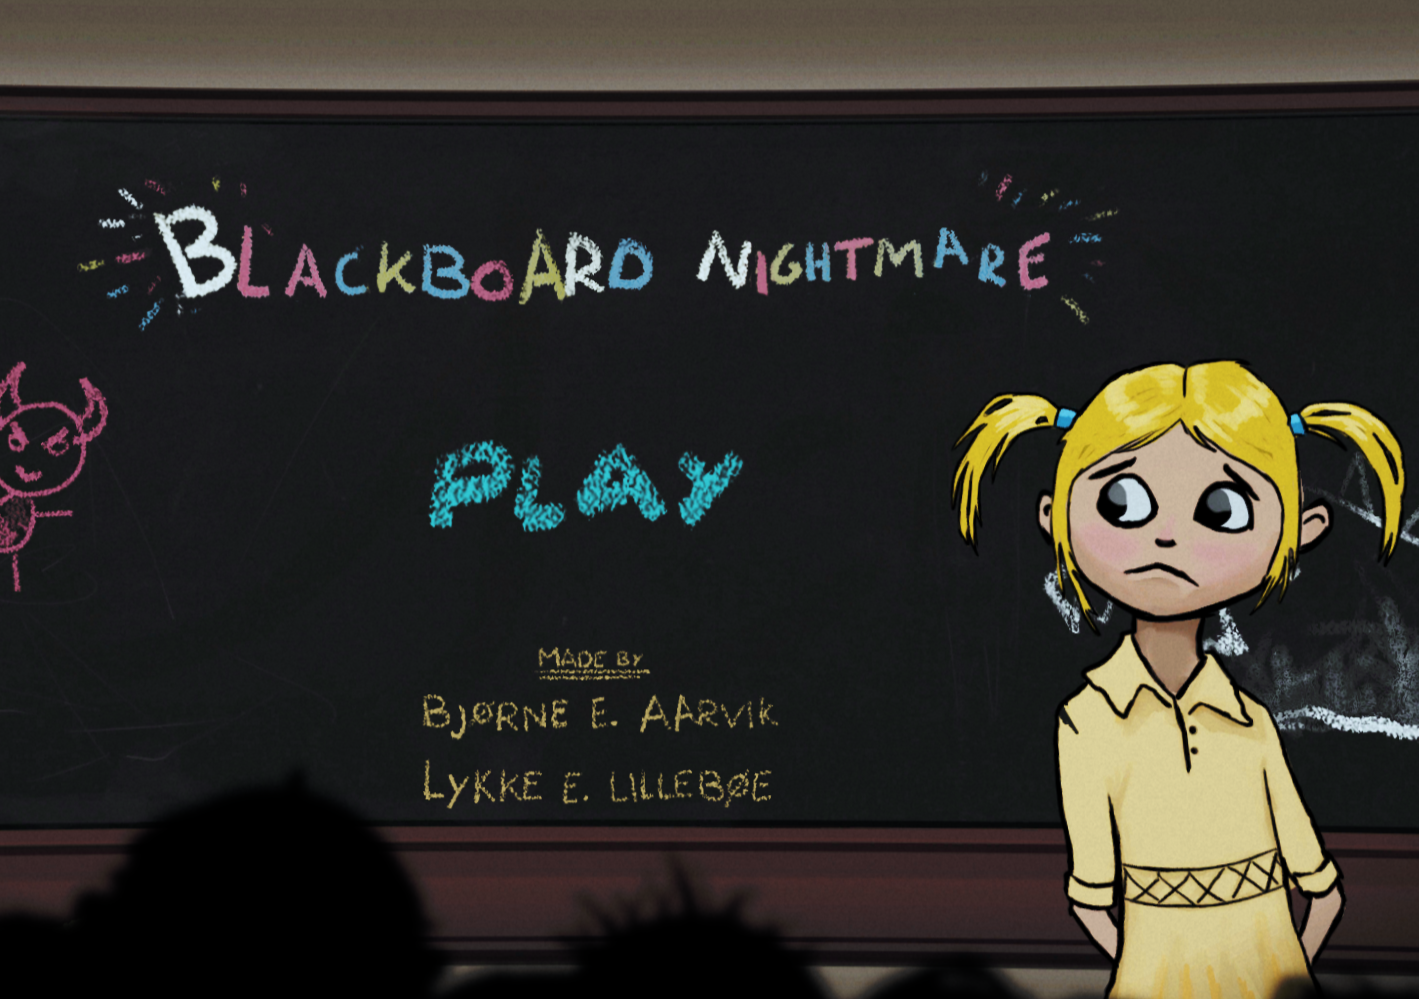 BLACKBOARD NIGHTMARE
PLAY
MADE BY
BJØRNE E. AARVIK
LYKKE E. LILLEBØE